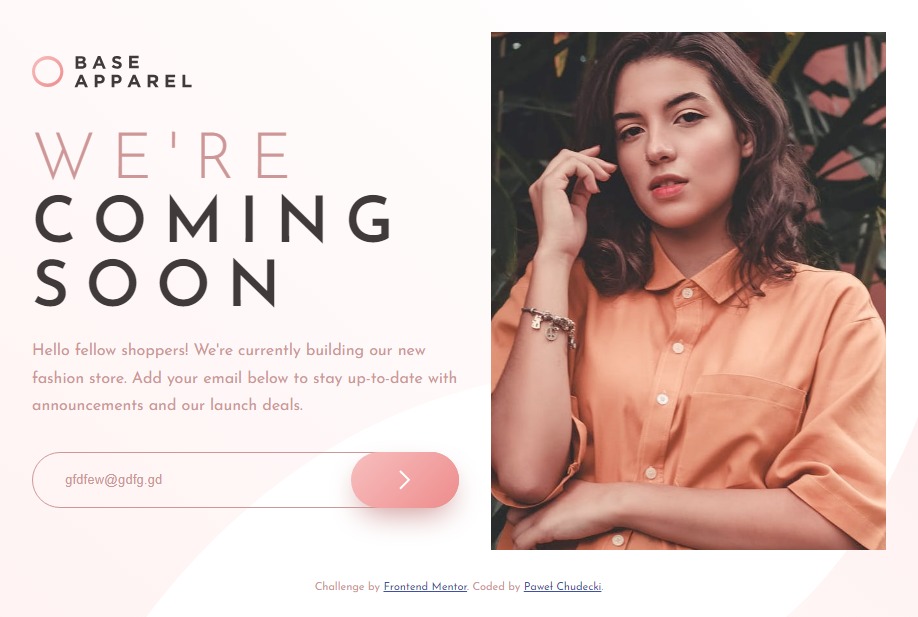 BASE
APPAREL
WE'RE
COMING
SOON
Hello fellow shoppers! We're currently building our new
fashion store. Add your email below to stay up-to-date with
announcements and our launch deals.
gfdfew@gdfg.gd
Challenge by Frontend Mentor. Coded by Paweł Chudecki.